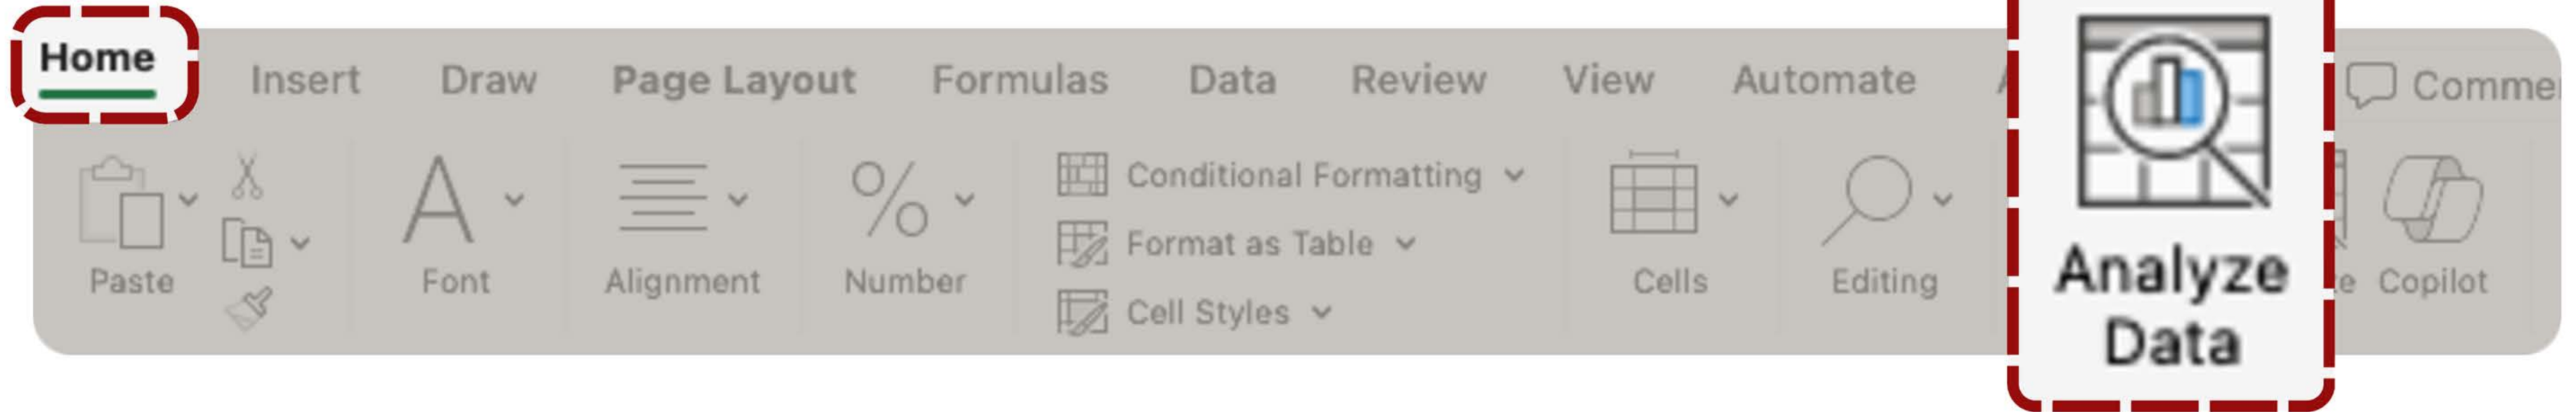 Home
Insert
Draw
Page Layout
Formulas
Data
Review
View
Automate
Paste
Font
Alignment
Number
Conditional Formatting
Format as Table
Cell Styles
Cells
Editing
Analyze
Data
Copilot